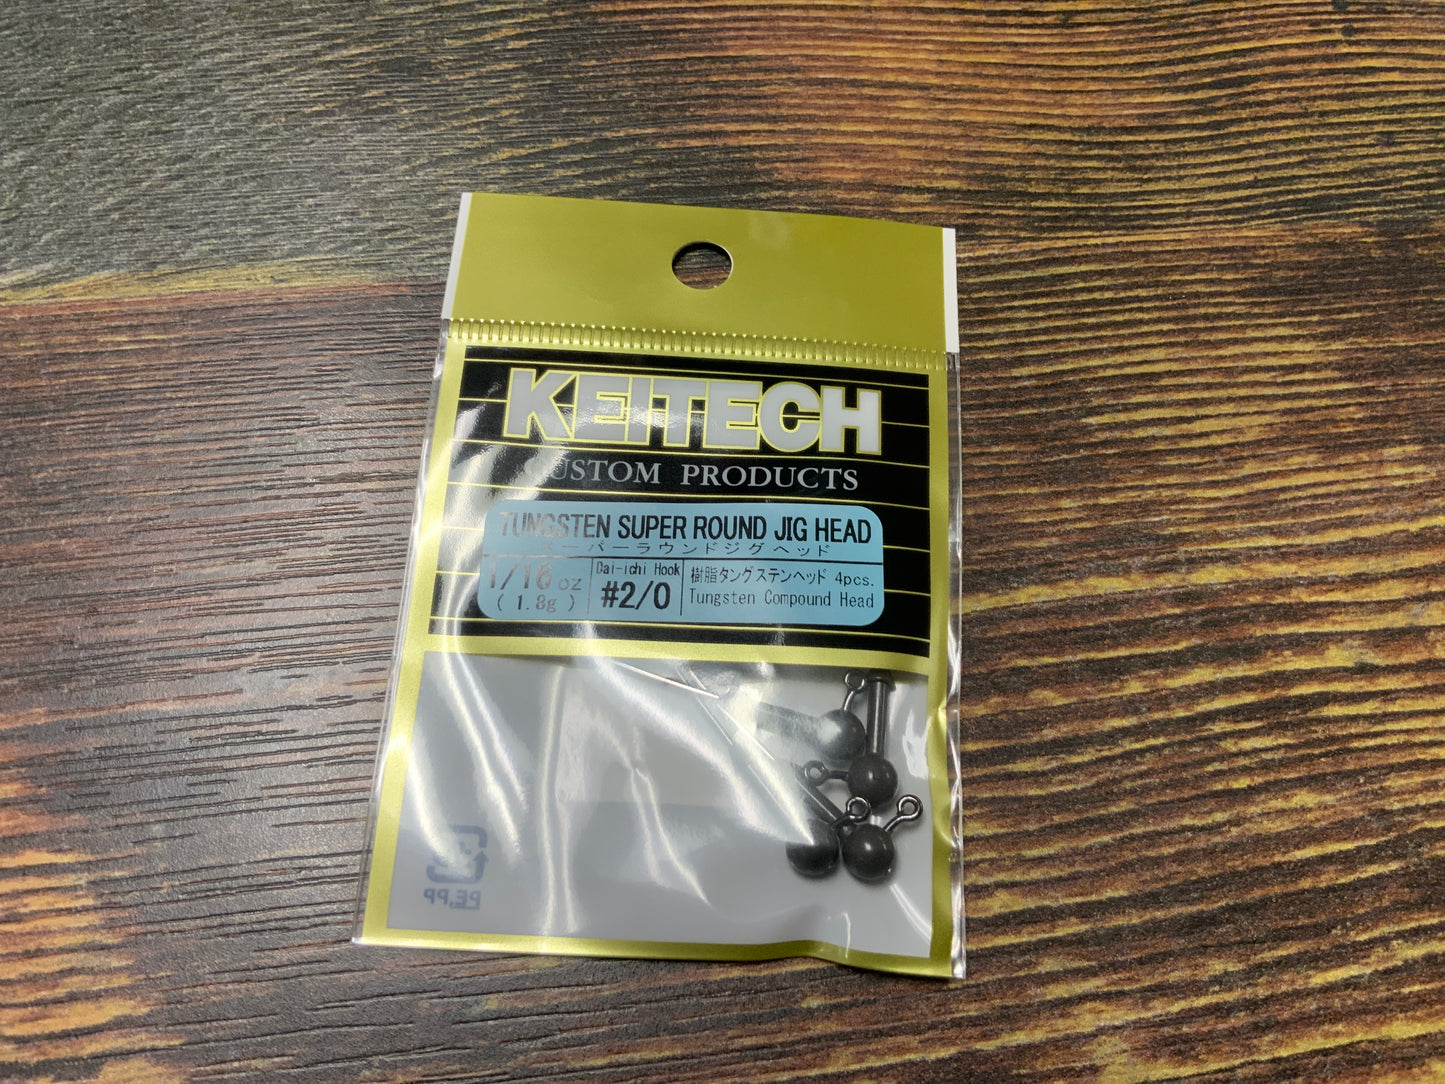 KEITECH
CUSTOM PRODUCTS
TUNGSTEN SUPER ROUND JIG HEAD
スーパーラウンドジグヘッド
1/16 oz
( 1.8g )
Dai-ichi Hook
#2/0
樹脂タングステンヘッド 4pcs.
Tungsten Compound Head
PE,PP